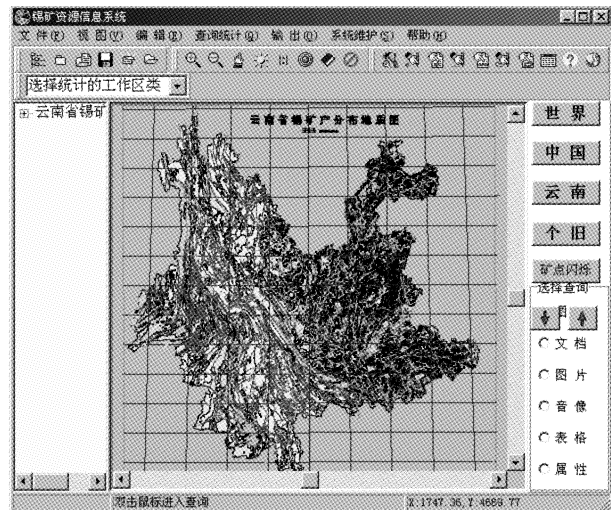 锡矿资源信息系统
文 件(F) 视 图(V) 编 辑(E) 查询统计(Q) 输 出(O) 系统维护(S) 帮助(H)
选择统计的工作区类
云南省锡矿
云南省锡矿产分布地质图
世 界
中 国
云 南
个 旧
矿点闪烁
选择查询
图
文 档
图 片
音 像
表 格
属 性
双击鼠标进入查询
X:1747.36,Y:4669.77